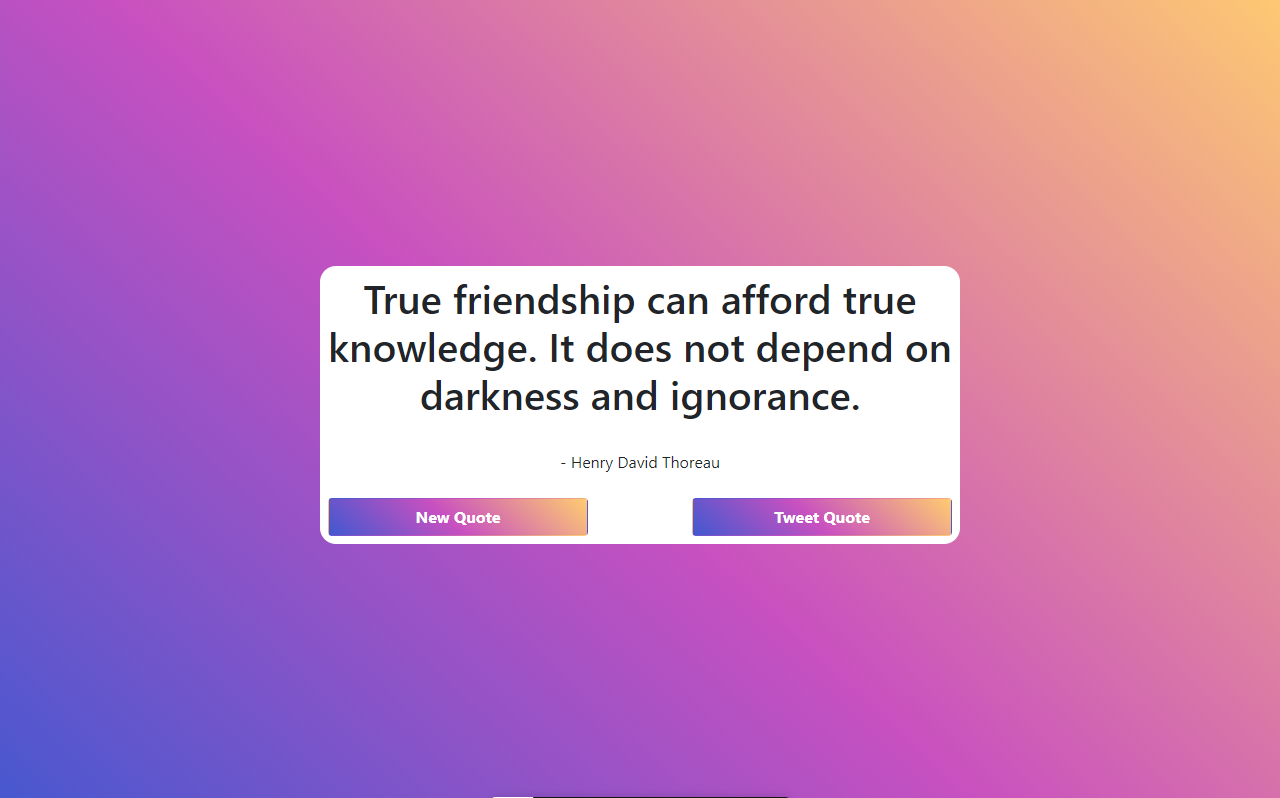 True friendship can afford true
knowledge. It does not depend on
darkness and ignorance.
- Henry David Thoreau
New Quote
Tweet Quote